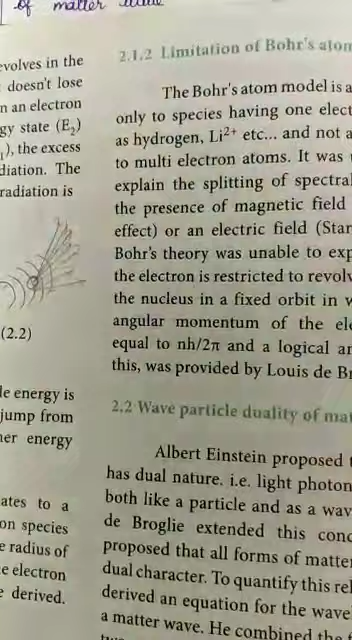 of matter
evolves in the
doesn't lose
n an electron
gy state (E₂)
₁), the excess
diation. The
radiation is
(2.2)
le energy is
jump from
her energy
ates to a
on species
e radius of
e electron
e derived.
2.1.2 Limitation of Bohr's atom
The Bohr's atom model is a
only to species having one elect
as hydrogen, Li²⁺ etc... and not a
to multi electron atoms. It was
explain the splitting of spectral
the presence of magnetic field
effect) or an electric field (Star
Bohr's theory was unable to exp
the electron is restricted to revolv
the nucleus in a fixed orbit in w
angular momentum of the ele
equal to nh/2π and a logical an
this, was provided by Louis de Br
2.2 Wave particle duality of mat
Albert Einstein proposed t
has dual nature. i.e. light photon
both like a particle and as a wav
de Broglie extended this conc
proposed that all forms of matter
dual character. To quantify this rel
derived an equation for the wave
a matter wave. He combined the